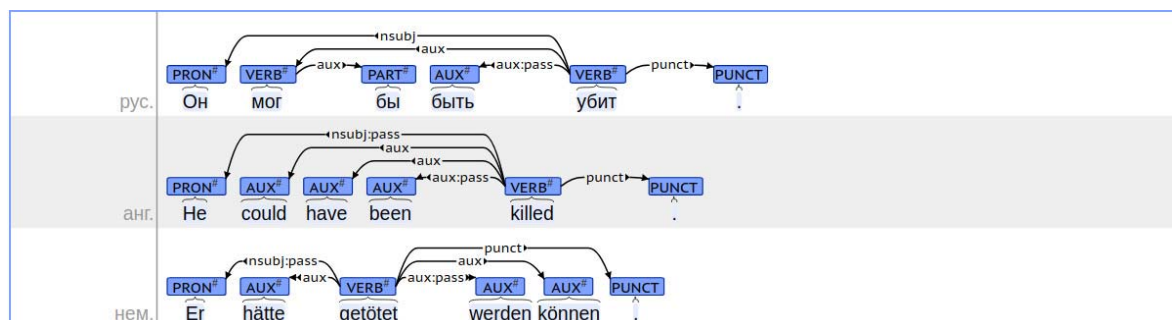 nsubj
aux
aux aux:pass punct
PRON# VERB# PART# AUX# VERB# PUNCT
рус. Он мог бы быть убит .
nsubj:pass
aux
aux
aux:pass punct
PRON# AUX# AUX# AUX# VERB# PUNCT
анг. He could have been killed .
punct
nsubj:pass aux
aux aux:pass
PRON# AUX# VERB# AUX# AUX# PUNCT
нем. Er hätte getötet werden können .